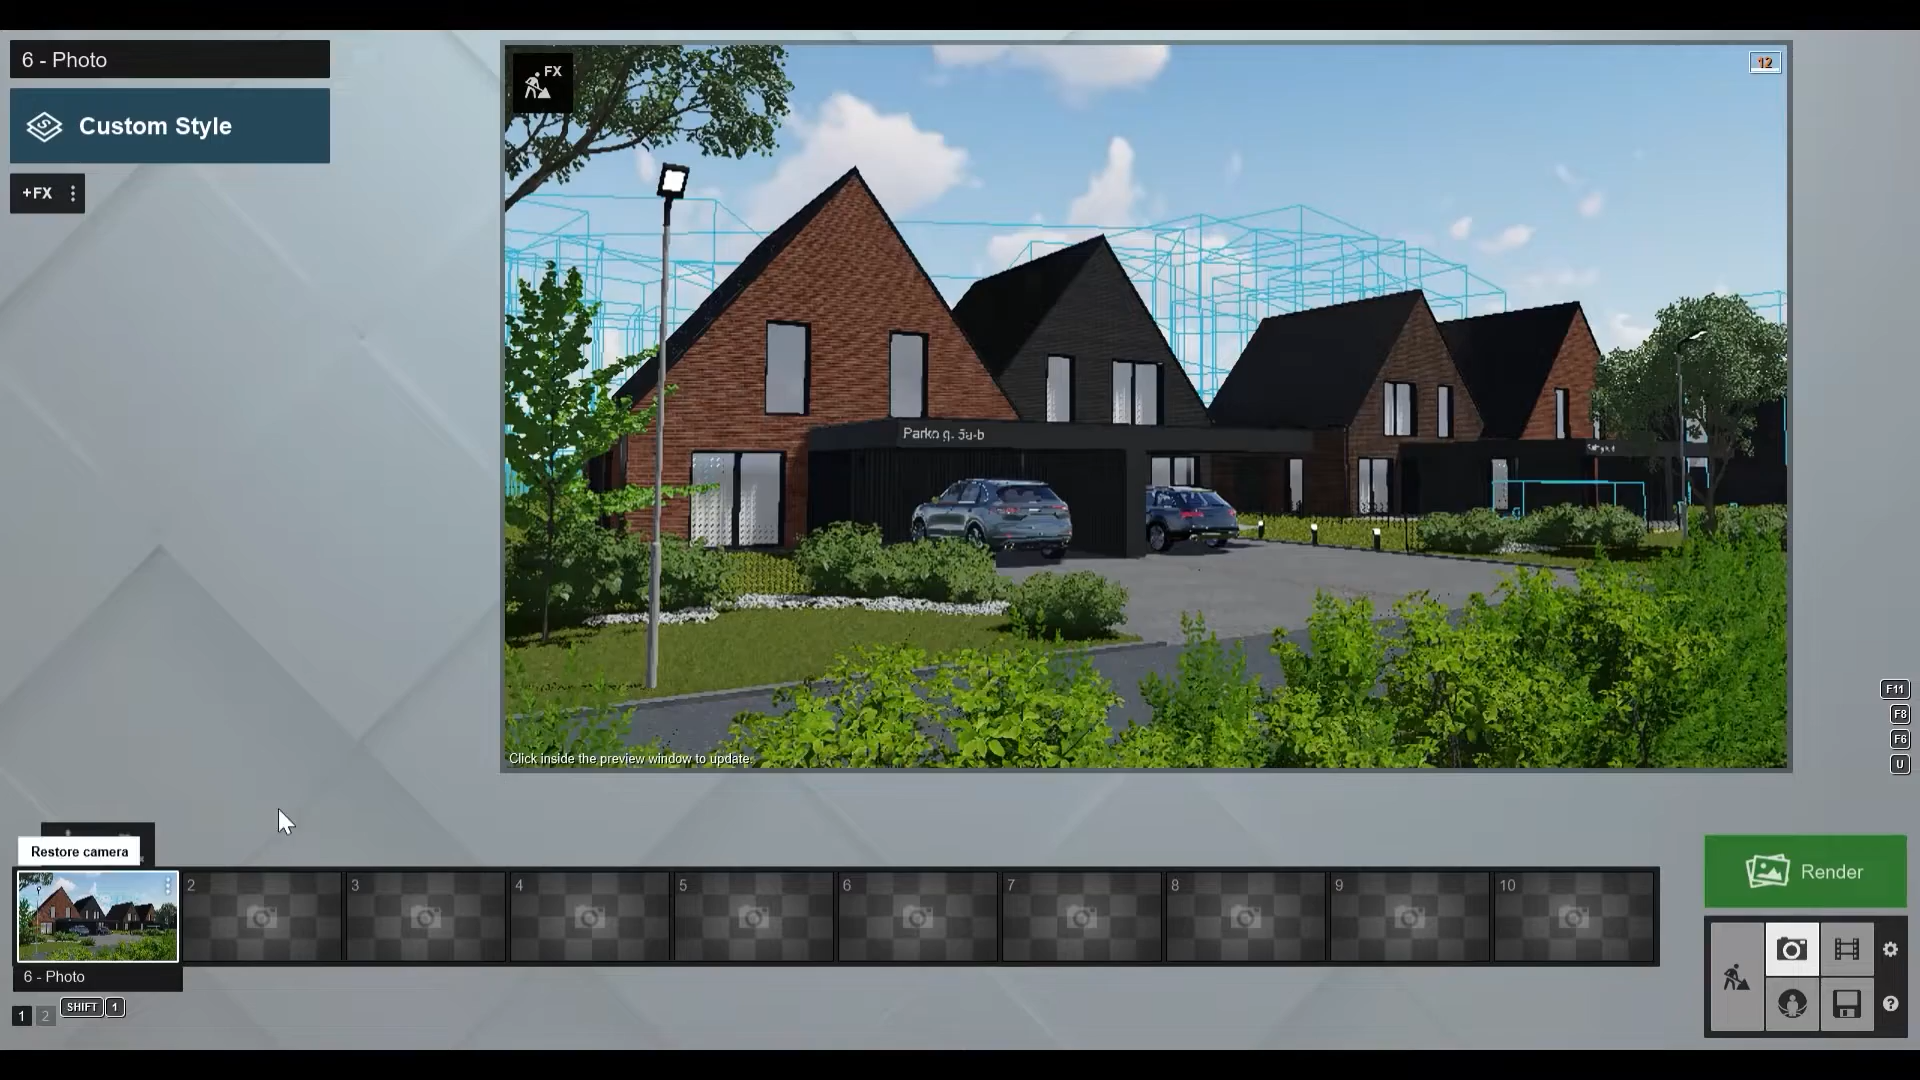 6 - Photo
Custom Style
+FX
FX
12
Parko g. 5a-b
Click inside the preview window to update.
F11
F8
F6
U
Restore camera
2
3
4
5
6
7
8
9
10
6 - Photo
1
2
SHIFT
1
Render
?